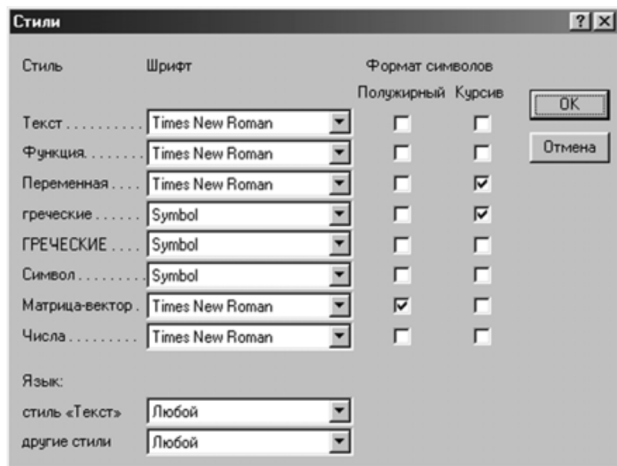 Стили
Стиль Шрифт Формат символов
Полужирный Курсив
OK
Текст . . . . . . . . . . Times New Roman
Функция. . . . . . . . Times New Roman
Отмена
Переменная . . . . Times New Roman
греческие . . . . . . Symbol
ГРЕЧЕСКИЕ . . . . Symbol
Символ . . . . . . . . . Symbol
Матрица-вектор . Times New Roman
Числа . . . . . . . . . Times New Roman
Язык:
стиль «Текст» Любой
другие стили Любой